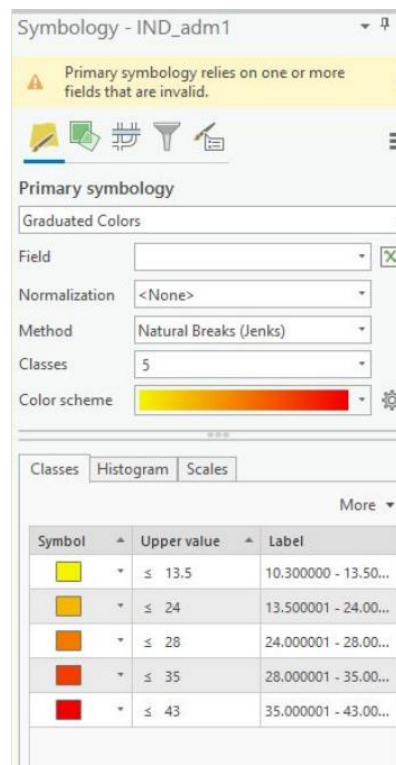 Symbology - IND_adm1
Primary symbology relies on one or more
fields that are invalid.
Primary symbology
Graduated Colors
Field
Normalization <None>
Method Natural Breaks (Jenks)
Classes 5
Color scheme
Classes Histogram Scales
More
Symbol Upper value Label
≤ 13.5 10.300000 - 13.50...
≤ 24 13.500001 - 24.00...
≤ 28 24.000001 - 28.00...
≤ 35 28.000001 - 35.00...
≤ 43 35.000001 - 43.00...